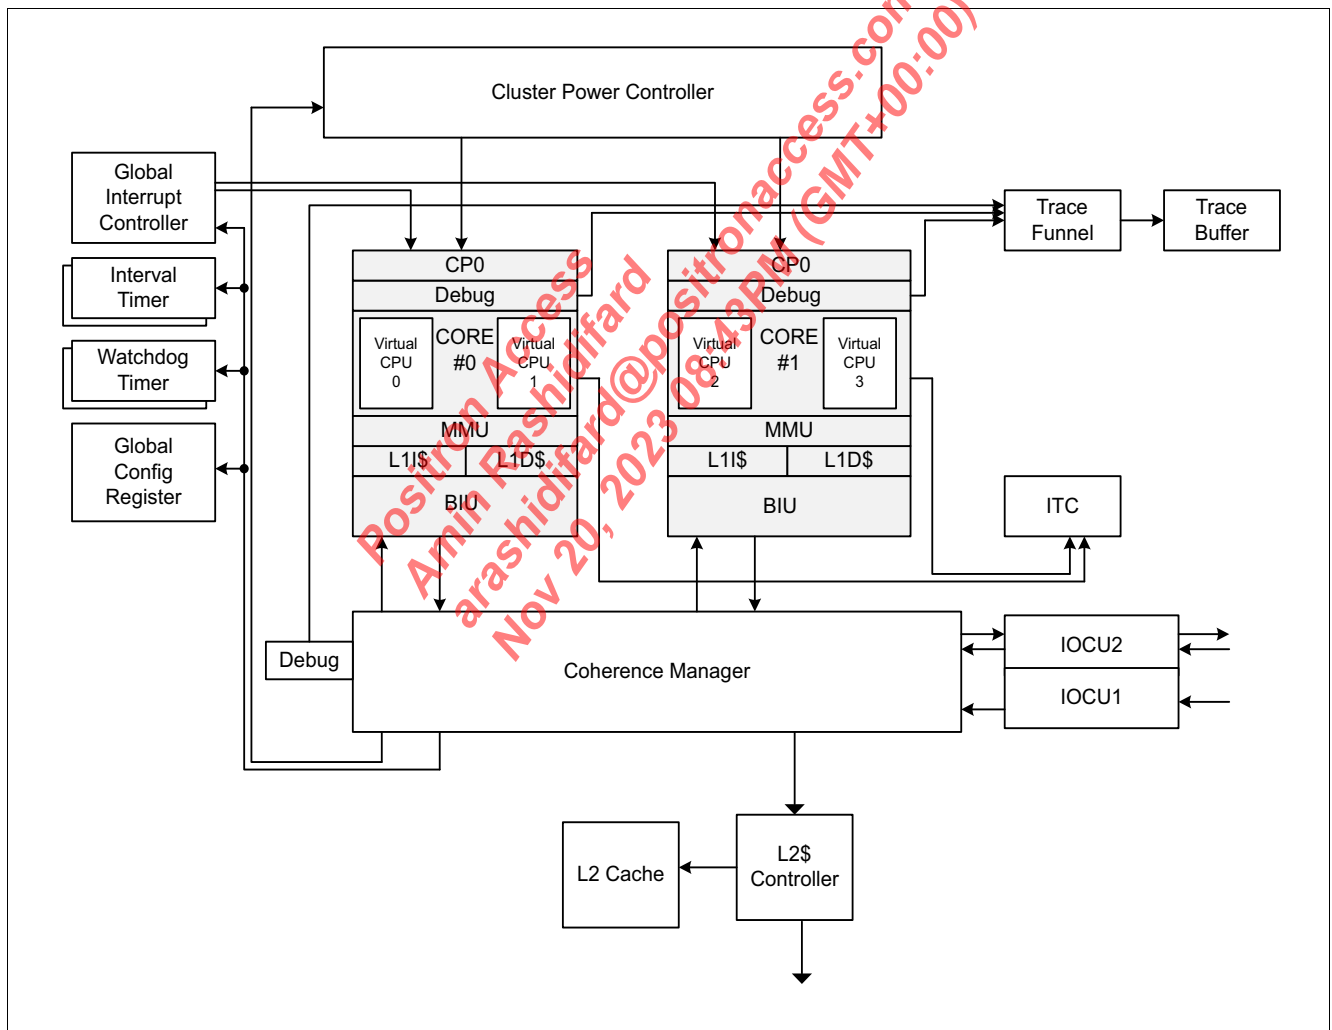 Cluster Power Controller
Global
Interrupt
Controller
Interval
Timer
Watchdog
Timer
Global
Config
Register
CP0
Debug
Virtual
CPU
0
CORE
#0
Virtual
CPU
1
MMU
L1I$
L1D$
BIU
CP0
Debug
Virtual
CPU
2
CORE
#1
Virtual
CPU
3
MMU
L1I$
L1D$
BIU
Trace
Funnel
Trace
Buffer
ITC
Debug
Coherence Manager
IOCU2
IOCU1
L2 Cache
L2$
Controller
Positron Access
Amin Rashidifard
arashidifard@positronaccess.com
Nov 20, 2023 08:43PM (GMT+00:00)